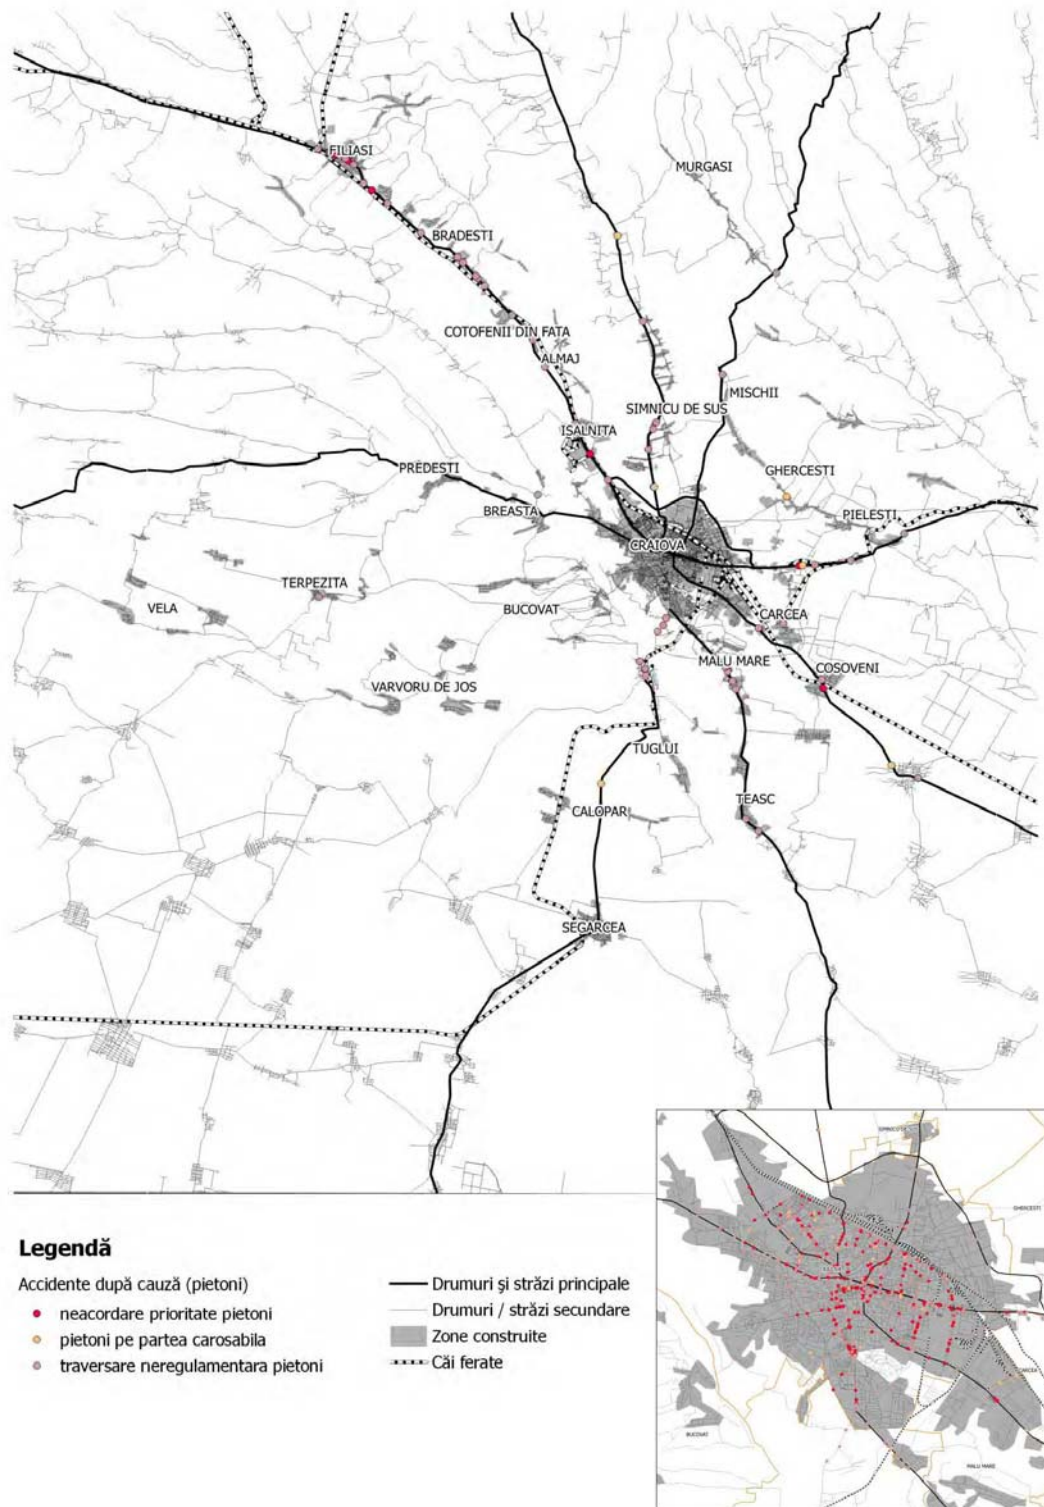 FILIASI
MURGASI
BRADESTI
COTOFENII DIN FATA
ALMAJ
MISCHII
SIMNICU DE SUS
ISALNITA
GHERCESTI
PREDESTI
PIELESTI
BREASTA
CRAIOVA
TERPEZITA
VELA
BUCOVAT
CARCEA
MALU MARE
COSOVENI
VARVORU DE JOS
TUGLUI
TEASC
CALOPAR
SEGARCEA
GHERCESTI
CARCEA
BUCOVAT
MALU MARE
Legendă
Accidente după cauză (pietoni)
neacordare prioritate pietoni
pietoni pe partea carosabila
traversare neregulamentara pietoni
Drumuri și străzi principale
Drumuri / străzi secundare
Zone construite
Căi ferate